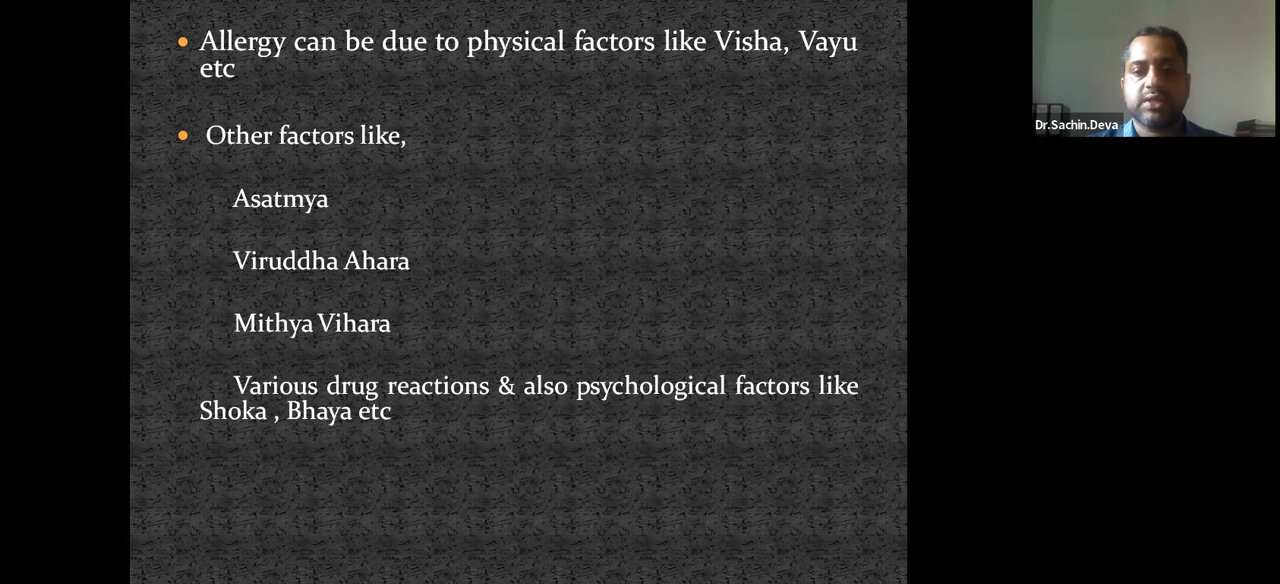 • Allergy can be due to physical factors like Visha, Vayu
etc
• Other factors like,
Asatmya
Viruddha Ahara
Mithya Vihara
Various drug reactions & also psychological factors like
Shoka , Bhaya etc
Dr.Sachin.Deva